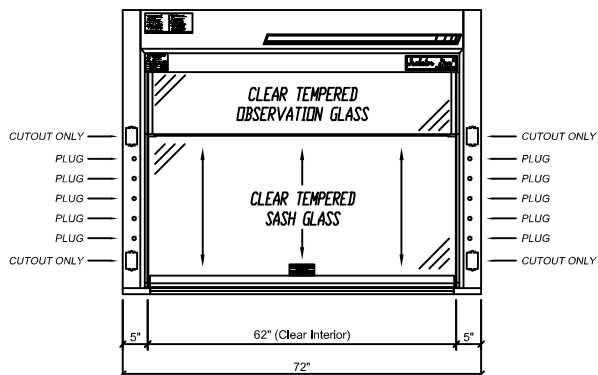 CLEAR TEMPERED
OBSERVATION GLASS
CUTOUT ONLY
CUTOUT ONLY
PLUG
PLUG
PLUG
PLUG
PLUG
PLUG
CLEAR TEMPERED
SASH GLASS
PLUG
PLUG
PLUG
PLUG
CUTOUT ONLY
CUTOUT ONLY
5"
62" (Clear Interior)
5"
72"